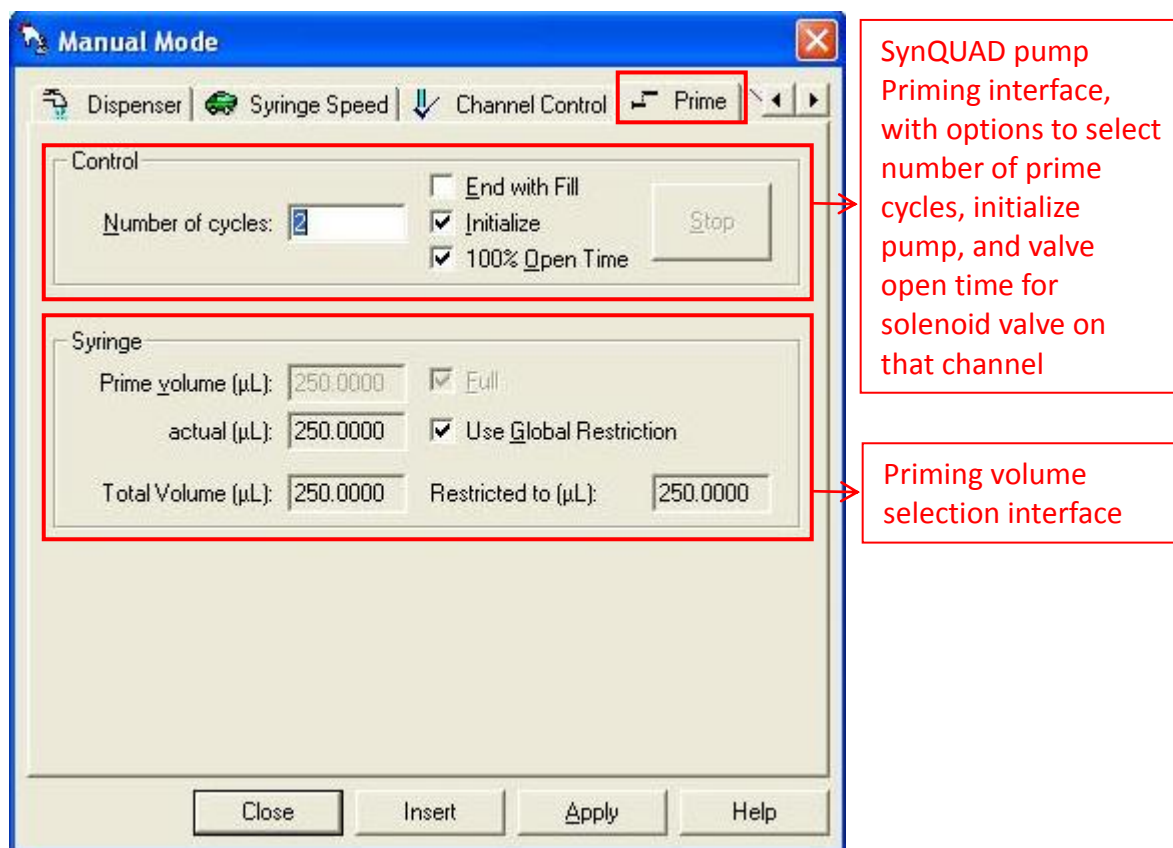 Manual Mode
Dispenser Syringe Speed Channel Control Prime
Control
Number of cycles: 2
End with Fill
Initialize
100% Open Time
Stop
Syringe
Prime volume (µL): 250.0000 Full
actual (µL): 250.0000 Use Global Restriction
Total Volume (µL): 250.0000 Restricted to (µL): 250.0000
Close Insert Apply Help
SynQUAD pump
Priming interface,
with options to select
number of prime
cycles, initialize
pump, and valve
open time for
solenoid valve on
that channel
Priming volume
selection interface